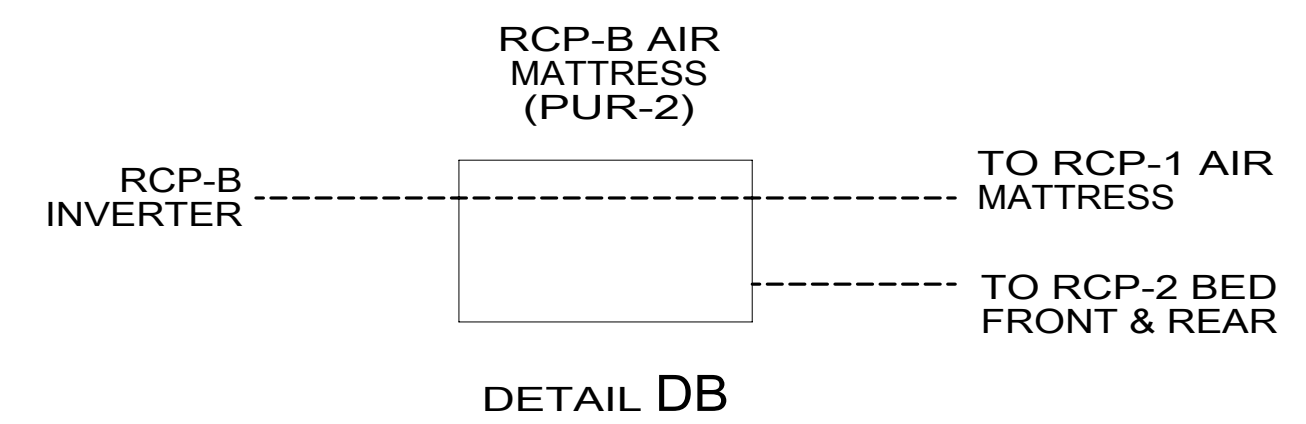 RCP-B AIR
MATTRESS
(PUR-2)
RCP-B
INVERTER
TO RCP-1 AIR
MATTRESS
TO RCP-2 BED
FRONT & REAR
DETAIL DB